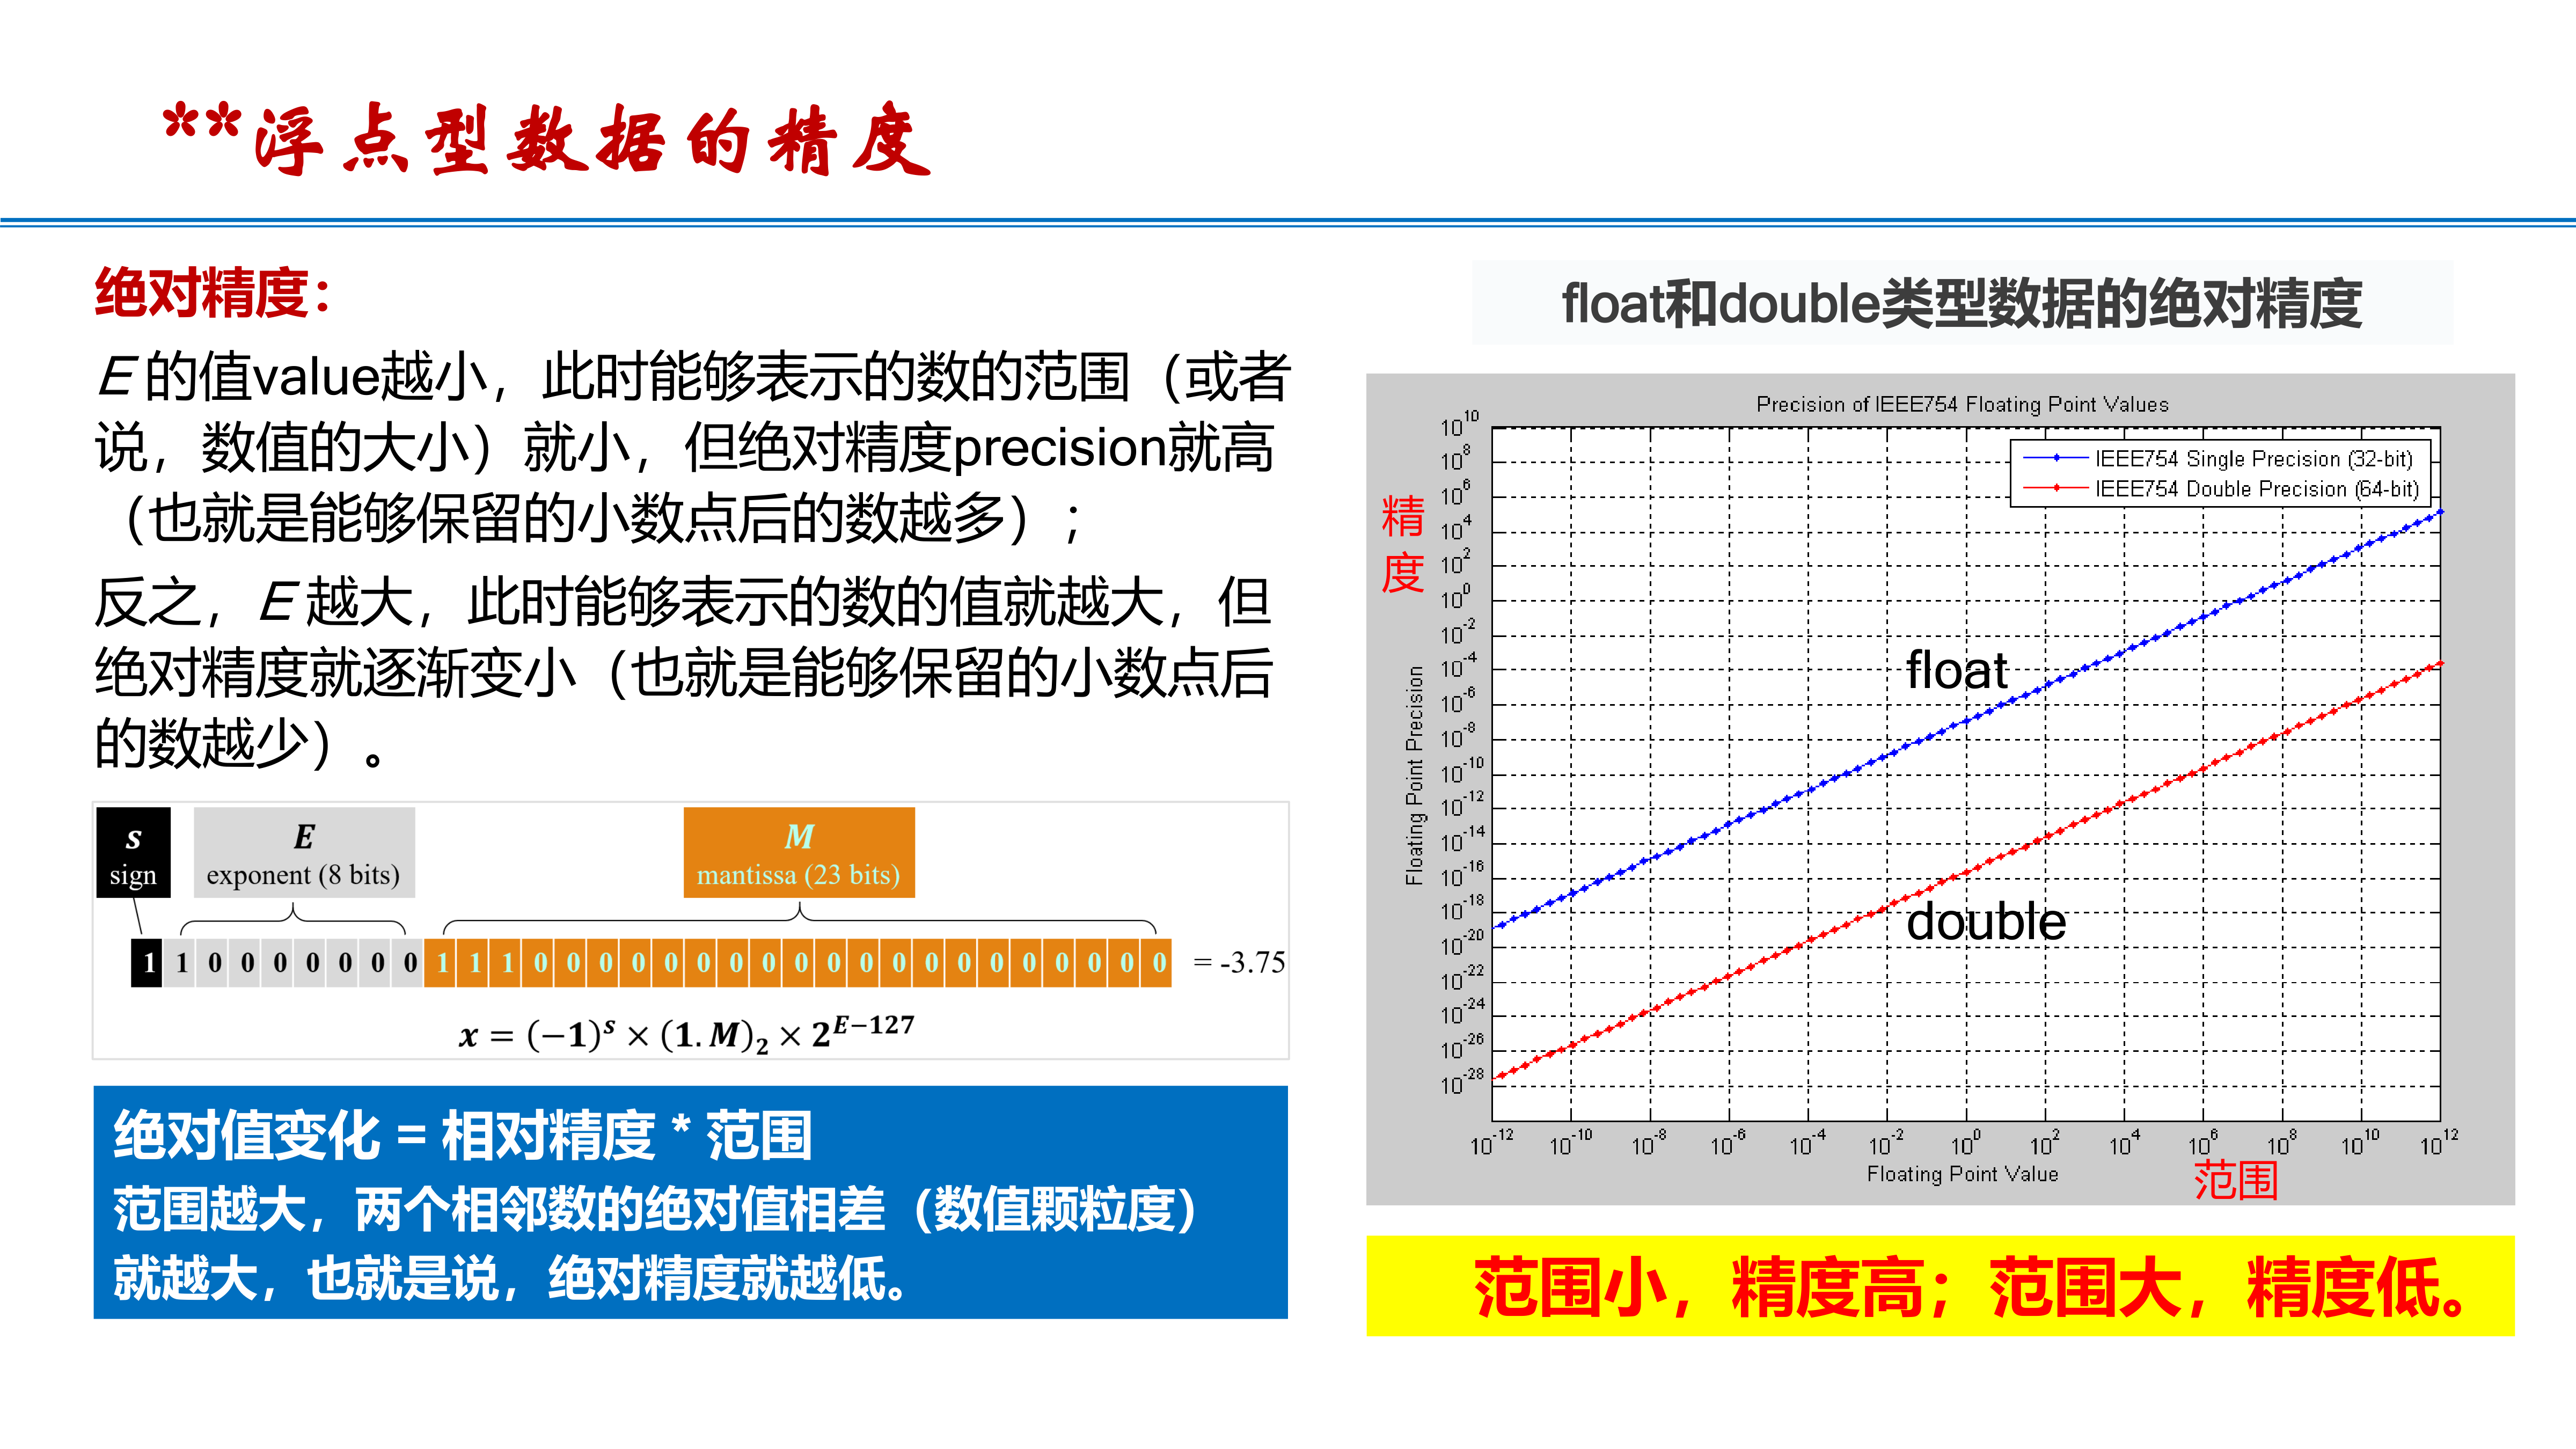 **浮点型数据的精度
绝对精度：
E 的值value越小，此时能够表示的数的范围（或者
说，数值的大小）就小，但绝对精度precision就高
（也就是能够保留的小数点后的数越多）；
反之，E 越大，此时能够表示的数的值就越大，但
绝对精度就逐渐变小（也就是能够保留的小数点后
的数越少）。
s
sign
E
exponent (8 bits)
M
mantissa (23 bits)
1 1 0 0 0 0 0 0 0 1 1 1 0 0 0 0 0 0 0 0 0 0 0 0 0 0 0 0 0 0 0 0 = -3.75
x = (−1)^s × (1.M)₂ × 2^{E−127}
绝对值变化 = 相对精度 * 范围
范围越大，两个相邻数的绝对值相差（数值颗粒度）
就越大，也就是说，绝对精度就越低。
float和double类型数据的绝对精度
Precision of IEEE754 Floating Point Values
IEEE754 Single Precision (32-bit)
IEEE754 Double Precision (64-bit)
精
度
Floating Point Precision
10^10
10^8
10^6
10^4
10^2
10^0
10^-2
10^-4
10^-6
10^-8
10^-10
10^-12
10^-14
10^-16
10^-18
10^-20
10^-22
10^-24
10^-26
10^-28
float
double
10^-12 10^-10 10^-8 10^-6 10^-4 10^-2 10^0 10^2 10^4 10^6 10^8 10^10 10^12
Floating Point Value
范围
范围小，精度高；范围大，精度低。